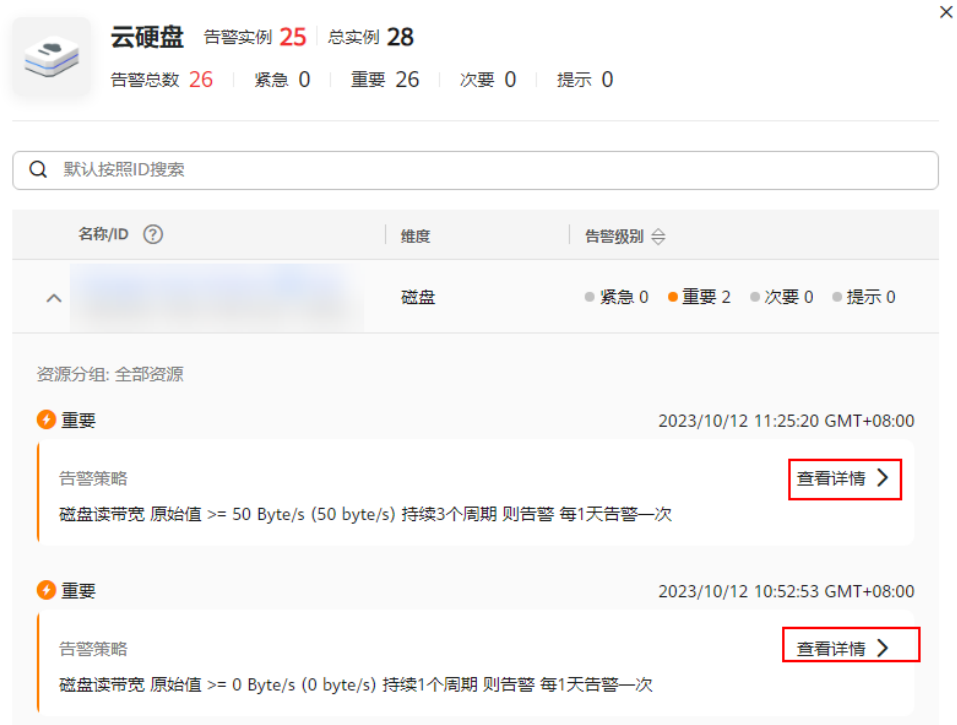 云硬盘 告警实例 25 总实例 28
告警总数 26 紧急 0 重要 26 次要 0 提示 0
默认按照ID搜索
名称/ID ? 维度 告警级别
磁盘 紧急 0 重要 2 次要 0 提示 0
资源分组: 全部资源
重要 2023/10/12 11:25:20 GMT+08:00
告警策略 查看详情
磁盘读带宽 原始值 >= 50 Byte/s (50 byte/s) 持续3个周期 则告警 每1天告警一次
重要 2023/10/12 10:52:53 GMT+08:00
告警策略 查看详情
磁盘读带宽 原始值 >= 0 Byte/s (0 byte/s) 持续1个周期 则告警 每1天告警一次